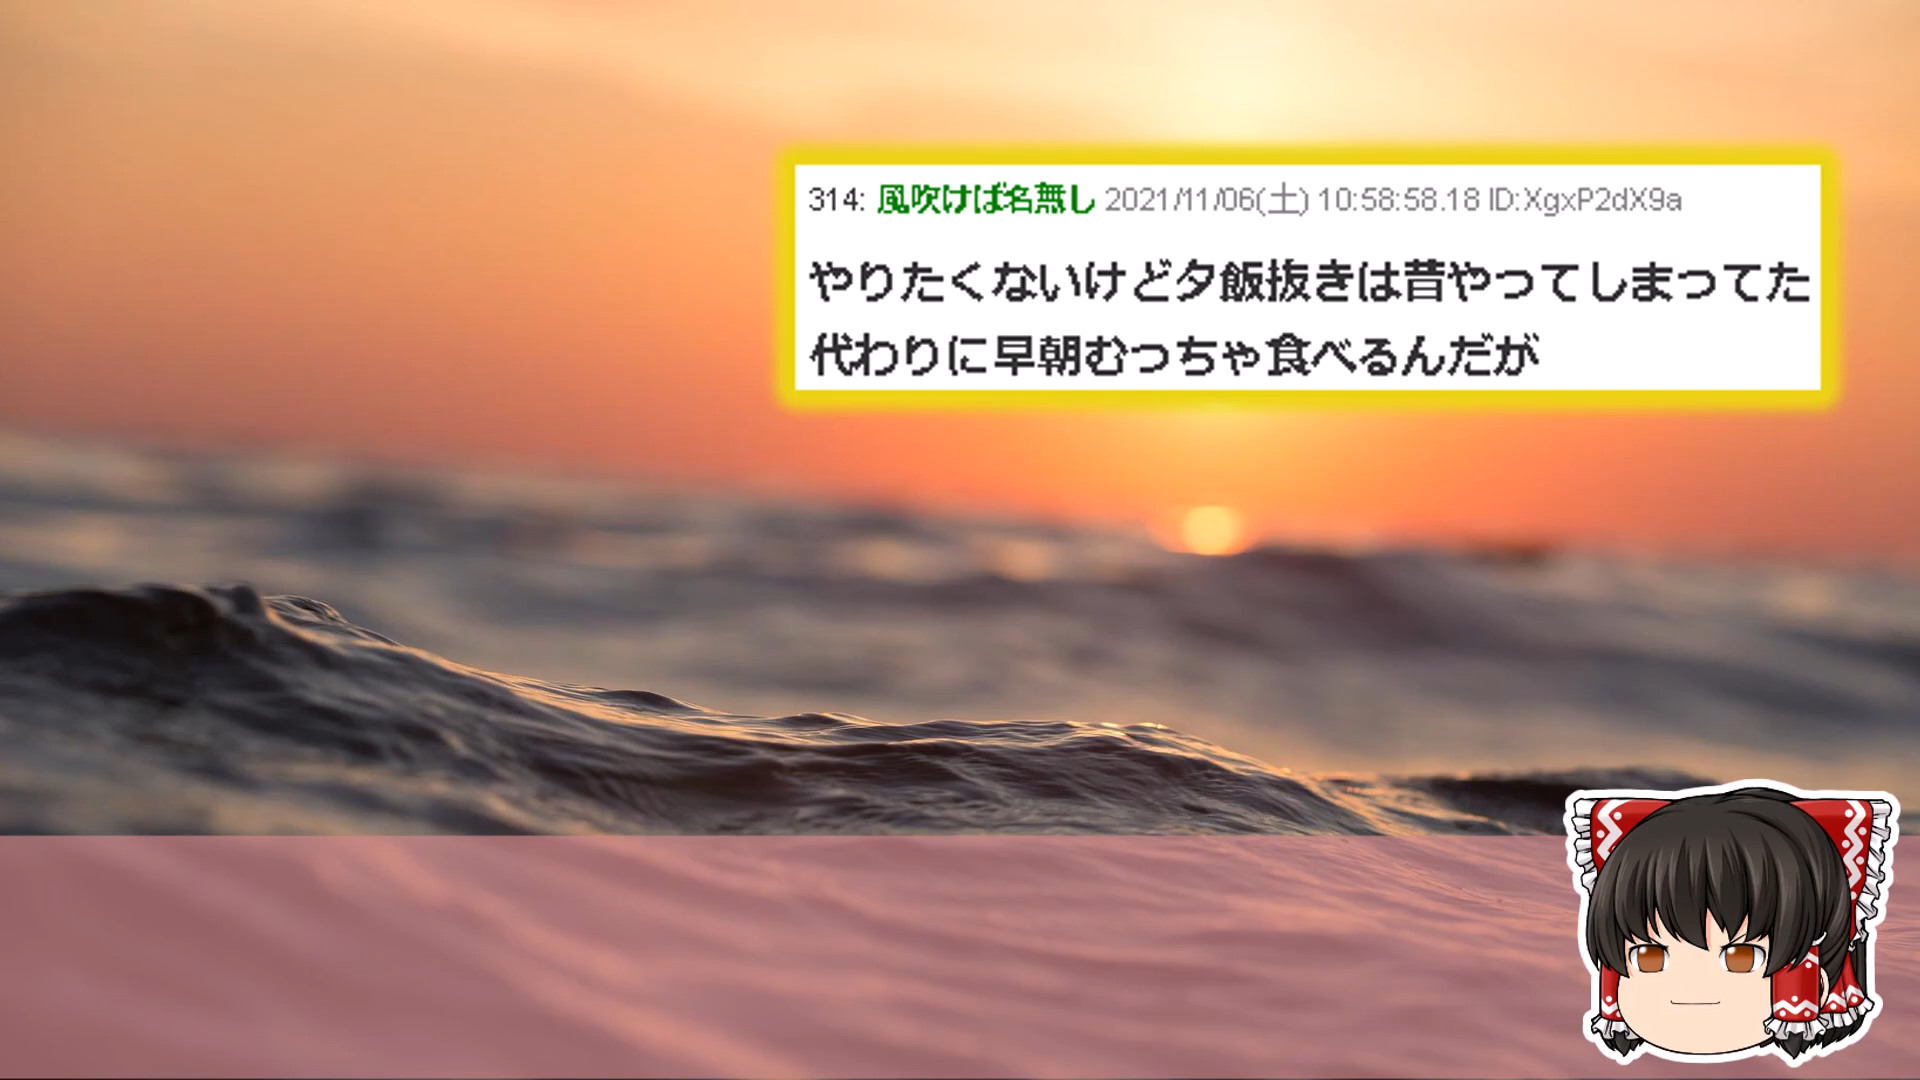 314: 風吹けば名無し 2021/11/06(土) 10:58:58.18 ID:XgxP2dX9a
やりたくないけど夕飯抜きは昔やってしまってた
代わりに早朝むっちゃ食べるんだが